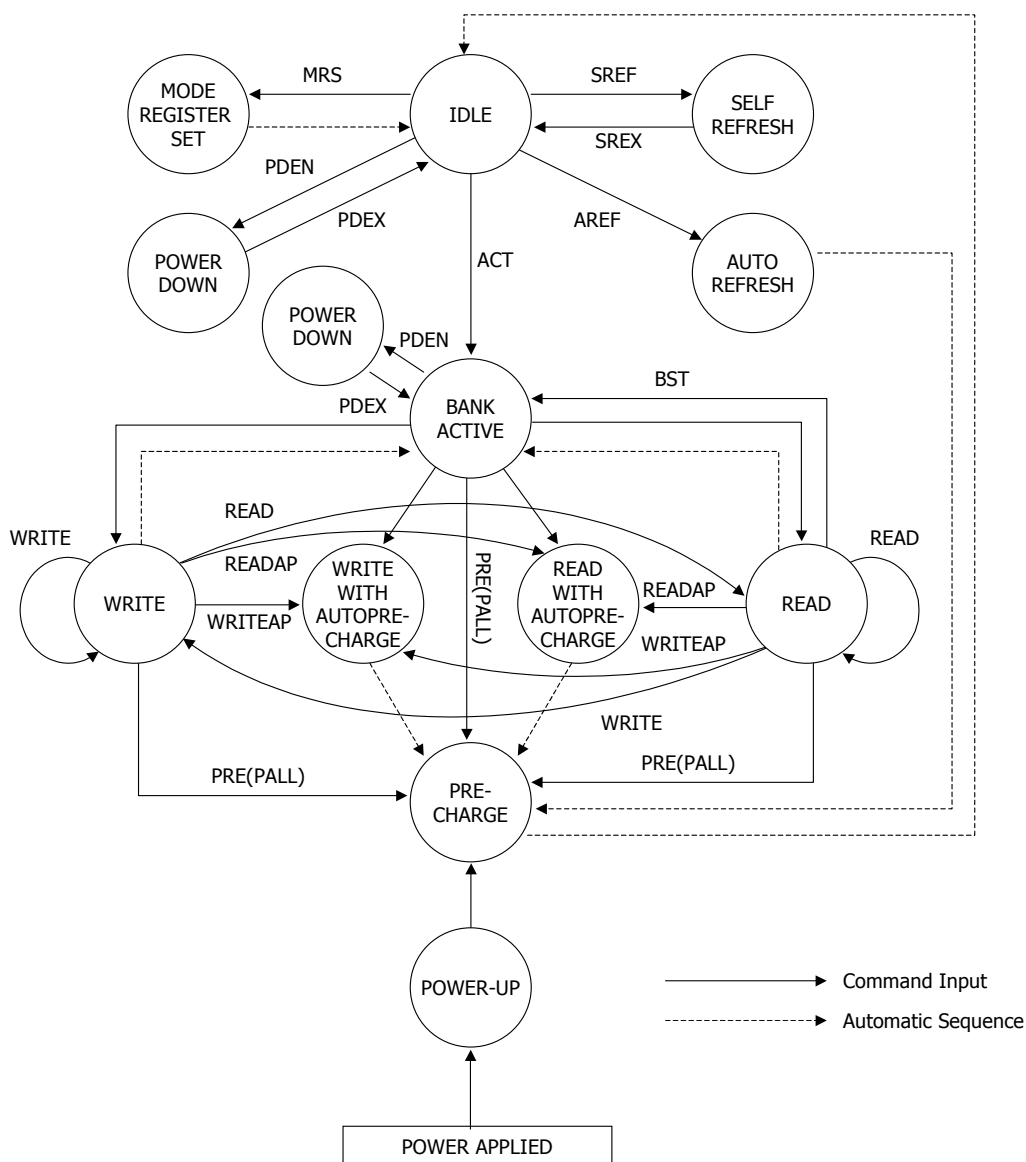 MRS
SREF
MODE
REGISTER
SET
IDLE
SELF
REFRESH
SREX
PDEN
PDEX
AREF
POWER
DOWN
AUTO
REFRESH
ACT
POWER
DOWN
PDEN
BST
PDEX
BANK
ACTIVE
READ
WRITE
READ
READAP
WRITE
WITH
AUTOPRE-
CHARGE
PRE(PALL)
READ
WITH
AUTOPRE-
CHARGE
READAP
WRITE
WRITEAP
READ
WRITEAP
WRITE
PRE(PALL)
PRE(PALL)
PRE-
CHARGE
POWER-UP
Command Input
Automatic Sequence
POWER APPLIED